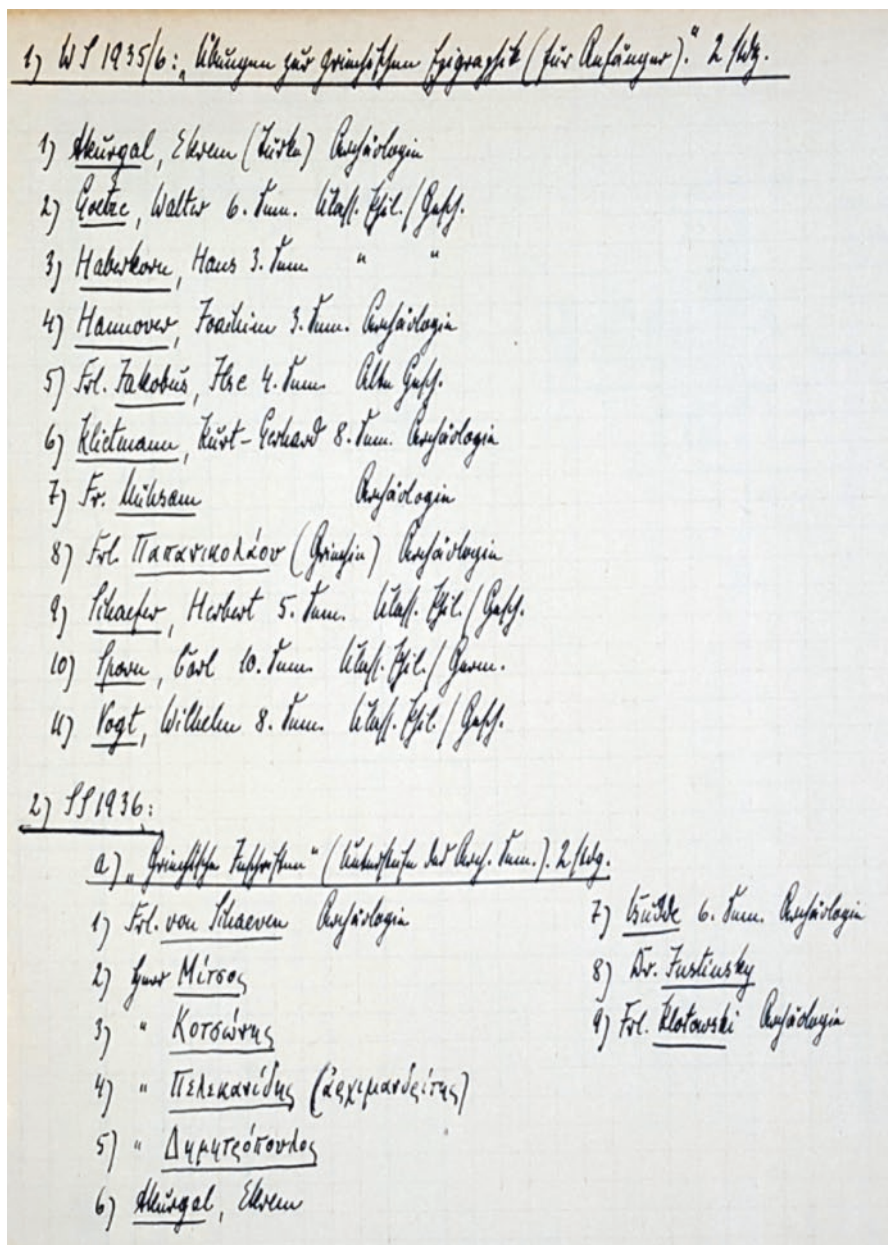 1) WS 1935/6: „Übungen zur griechischen Epigraphik (für Anfänger)." 2 stdg.
1) Akurgal, Ekrem (Türke) Archäologie
2) Goetze, Walter 6. Sem. Klass. Phil./Gesch.
3) Haberkorn, Hans 3. Sem. " "
4) Hannover, Joachim 3. Sem. Archäologie
5) Frl. Jakobus, Ilse 4. Sem. Alte Gesch.
6) Klietmann, Kurt-Gerhard 8. Sem. Archäologie
7) Fr. Mühsam Archäologie
8) Frl. Παπανικολάου (Griechin) Archäologie
9) Schaefer, Herbert 5. Sem. Klass. Phil./Gesch.
10) Sporn, Carl 10. Sem. Klass. Phil./Germ.
11) Vogt, Wilhelm 8. Sem. Klass. Phil./Gesch.
2) SS 1936:
a) „Griechische Inschriften" (Unterstufe des Arch. Sem.). 2 stdg.
1) Frl. von Schaeven Archäologie
2) Herr Μίτσος
3) " Κοτσώνης
4) " Πελεκανίδης (ἀρχιμανδρίτης)
5) " Δημητρόπουλος
6) Akurgal, Ekrem
7) Budde 6. Sem. Archäologie
8) Dr. Justinsky
9) Frl. Klotowski Archäologie